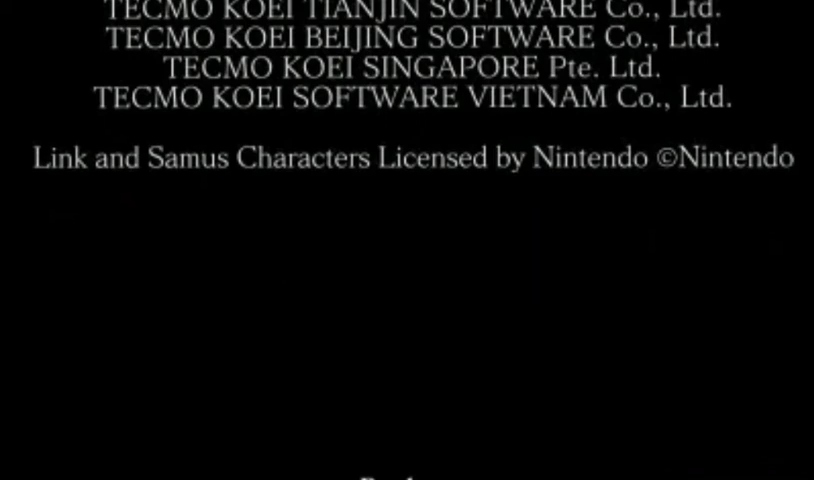 TECMO KOEI TIANJIN SOFTWARE Co., Ltd.
TECMO KOEI BEIJING SOFTWARE Co., Ltd.
TECMO KOEI SINGAPORE Pte. Ltd.
TECMO KOEI SOFTWARE VIETNAM Co., Ltd.
Link and Samus Characters Licensed by Nintendo ©Nintendo